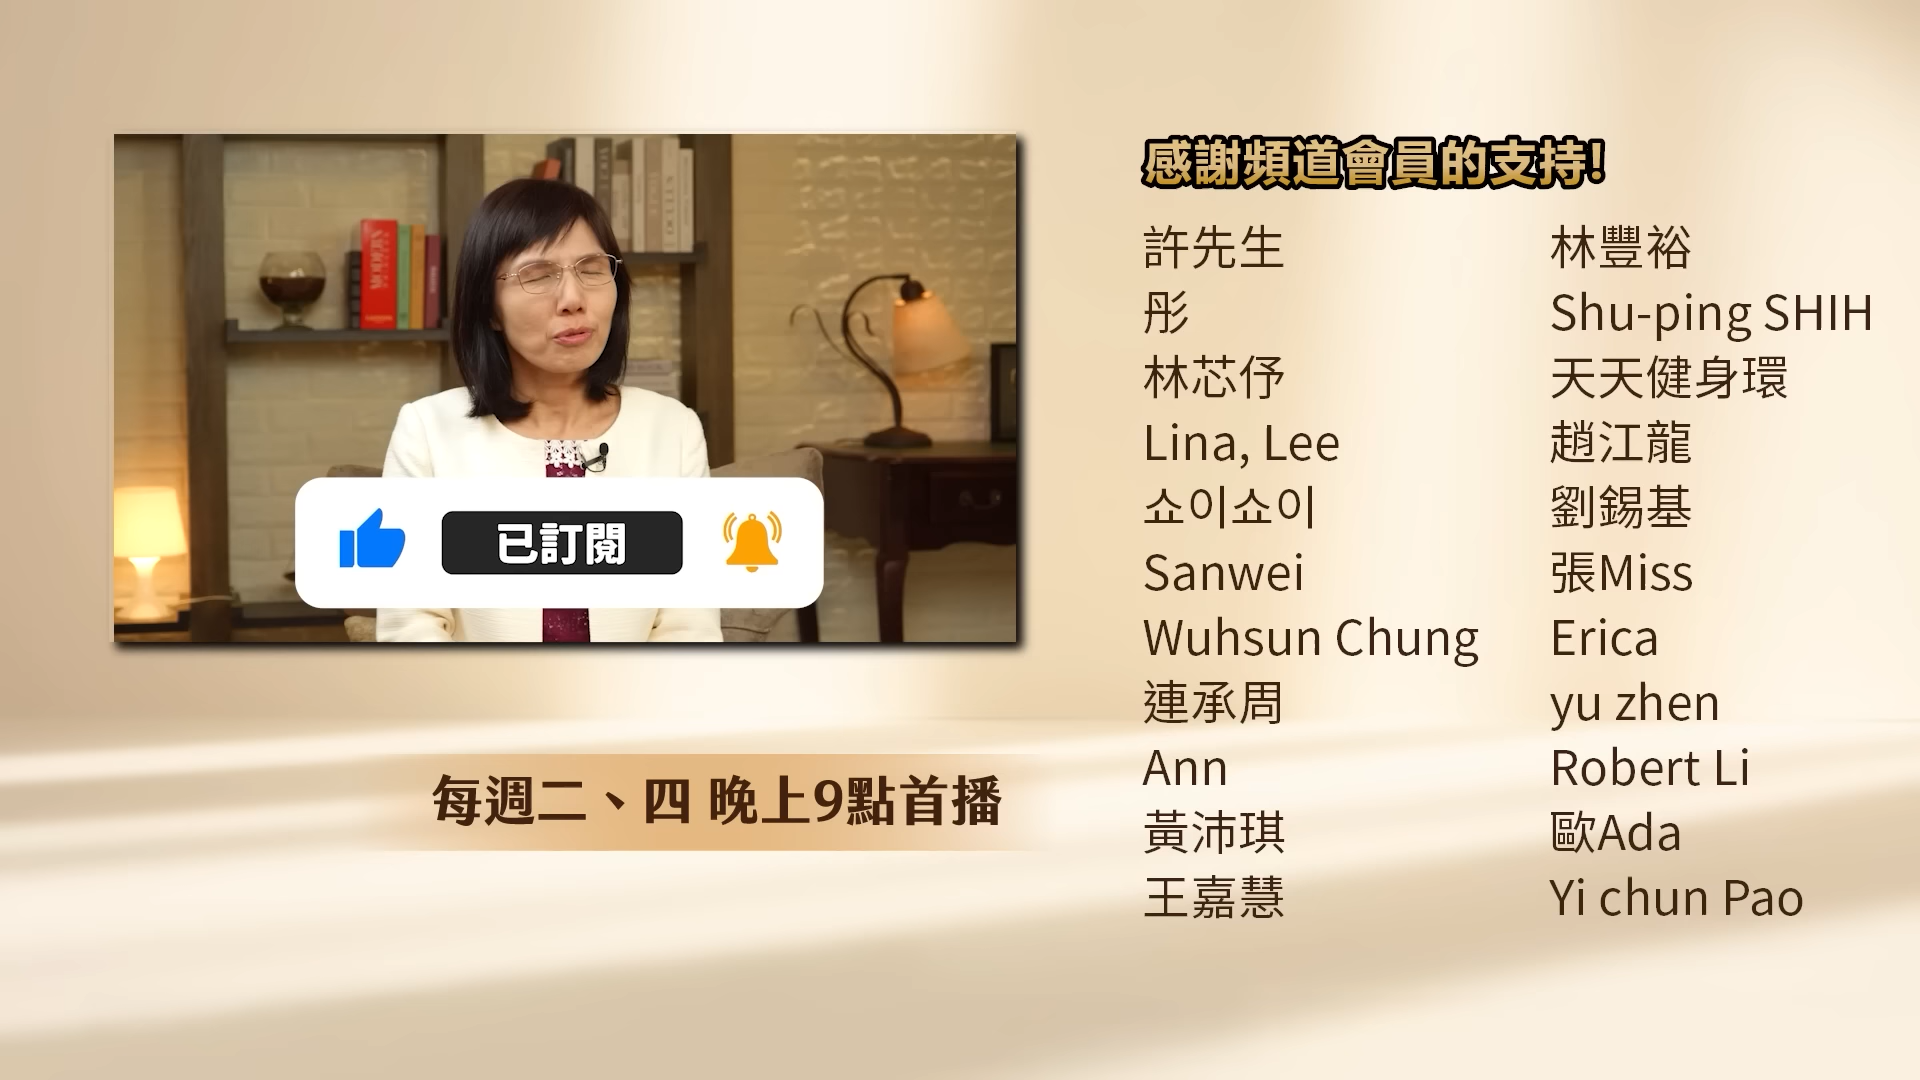 感謝頻道會員的支持!
許先生
彤
林芯伃
Lina, Lee
쇼이쇼이
Sanwei
Wuhsun Chung
連承周
Ann
黃沛琪
王嘉慧
林豐裕
Shu-ping SHIH
天天健身環
趙江龍
劉錫基
張Miss
Erica
yu zhen
Robert Li
歐Ada
Yi chun Pao
MODERN
已訂閱
每週二、四 晚上9點首播